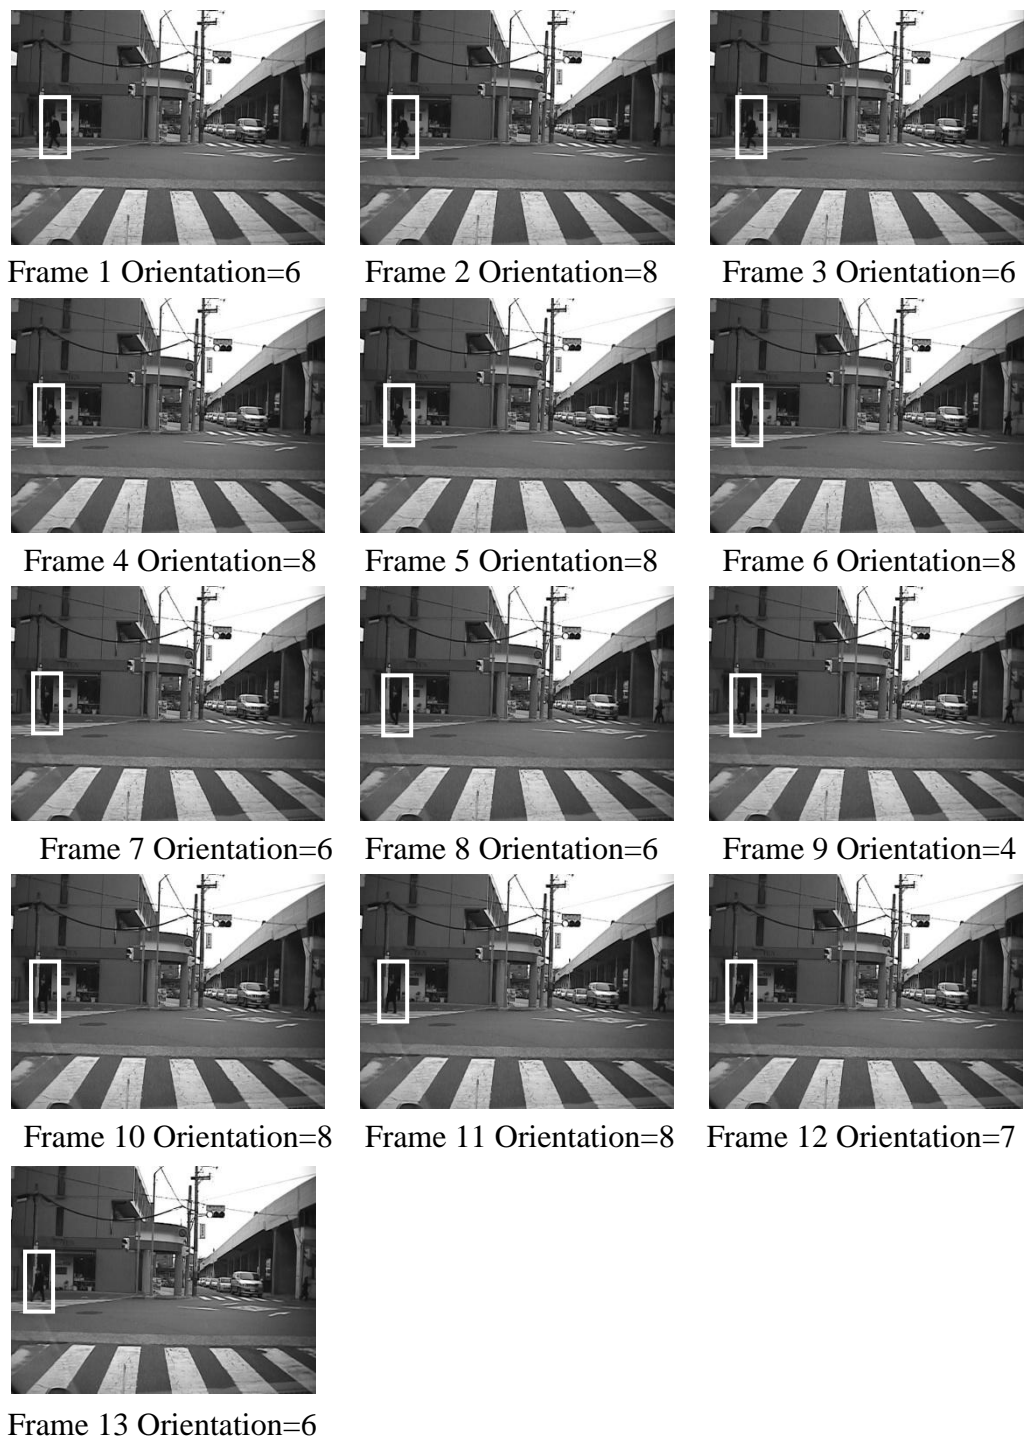 Frame 1 Orientation=6
Frame 2 Orientation=8
Frame 3 Orientation=6
Frame 4 Orientation=8
Frame 5 Orientation=8
Frame 6 Orientation=8
Frame 7 Orientation=6
Frame 8 Orientation=6
Frame 9 Orientation=4
Frame 10 Orientation=8
Frame 11 Orientation=8
Frame 12 Orientation=7
Frame 13 Orientation=6